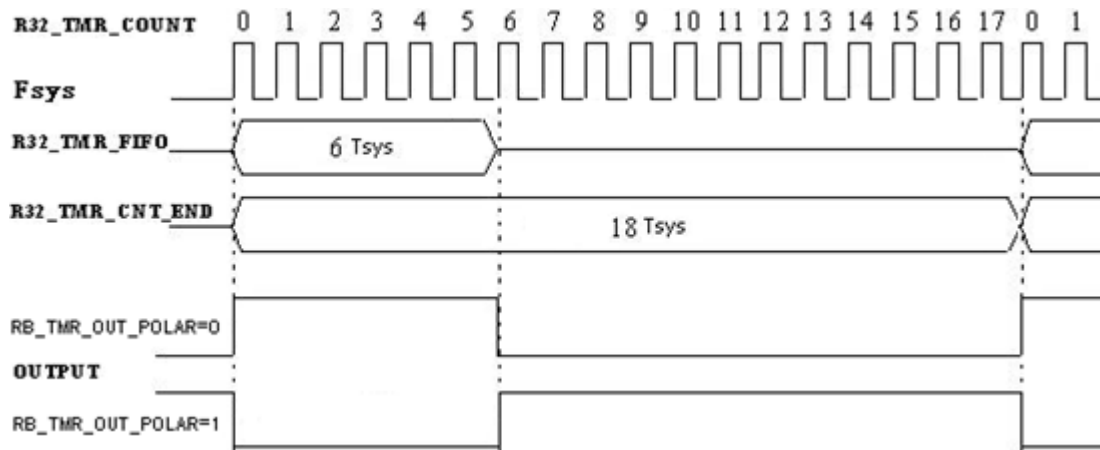 R32_TMR_COUNT 0 1 2 3 4 5 6 7 8 9 10 11 12 13 14 15 16 17 0 1
Fsys
R32_TMR_FIFO 6 Tsys
R32_TMR_CNT_END 18 Tsys
RB_TMR_OUT_POLAR=0
OUTPUT
RB_TMR_OUT_POLAR=1